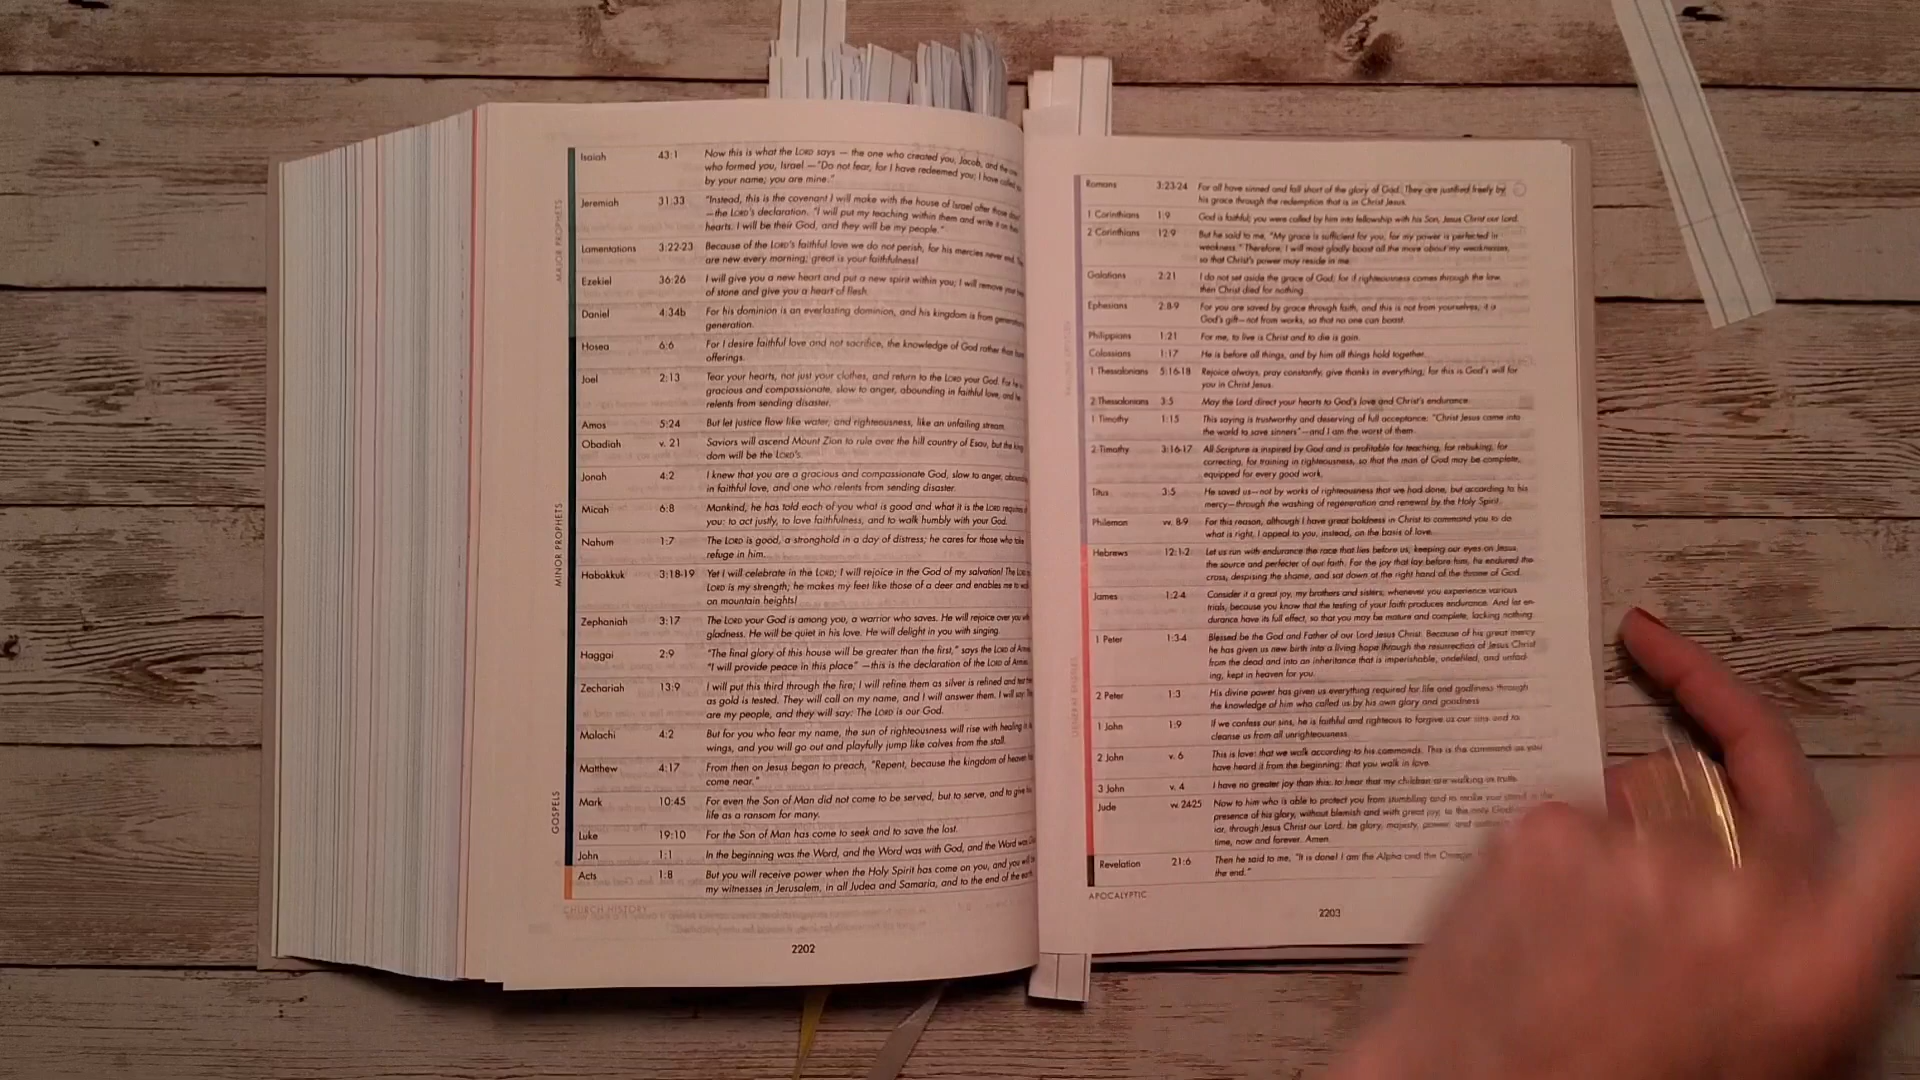 MAJOR PROPHETS
Isaiah 43:1 Now this is what the LORD says — the one who created you, Jacob, and the one
who formed you, Israel —"Do not fear, for I have redeemed you; I have called you
by your name; you are mine."
Jeremiah 31:33 "Instead, this is the covenant I will make with the house of Israel after those days"
—the LORD's declaration. "I will put my teaching within them and write it on their
hearts. I will be their God, and they will be my people."
Lamentations 3:22-23 Because of the LORD's faithful love we do not perish, for his mercies never end. They
are new every morning; great is your faithfulness!
Ezekiel 36:26 I will give you a new heart and put a new spirit within you; I will remove your heart
of stone and give you a heart of flesh.
Daniel 4:34b For his dominion is an everlasting dominion, and his kingdom is from generation
generation.
MINOR PROPHETS
Hosea 6:6 For I desire faithful love and not sacrifice, the knowledge of God rather than burnt
offerings.
Joel 2:13 Tear your hearts, not just your clothes, and return to the LORD your God. For he is
gracious and compassionate, slow to anger, abounding in faithful love, and he
relents from sending disaster.
Amos 5:24 But let justice flow like water, and righteousness, like an unfailing stream.
Obadiah v. 21 Saviors will ascend Mount Zion to rule over the hill country of Esau, but the king
dom will be the LORD's.
Jonah 4:2 I knew that you are a gracious and compassionate God, slow to anger,
in faithful love, and one who relents from sending disaster.
Micah 6:8 Mankind, he has told each of you what is good and what it is the LORD requires of
you: to act justly, to love faithfulness, and to walk humbly with your God.
Nahum 1:7 The LORD is good, a stronghold in a day of distress; he cares for those who take
refuge in him.
Habakkuk 3:18-19 Yet I will celebrate in the LORD; I will rejoice in the God of my salvation! The LORD
LORD is my strength; he makes my feet like those of a deer and enables me to walk
on mountain heights!
Zephaniah 3:17 The LORD your God is among you, a warrior who saves. He will rejoice over you with
gladness. He will be quiet in his love. He will delight in you with singing.
Haggai 2:9 "The final glory of this house will be greater than the first," says the LORD of Armies.
"I will provide peace in this place" —this is the declaration of the LORD of Armies.
Zechariah 13:9 I will put this third through the fire; I will refine them as silver is refined and test them
as gold is tested. They will call on my name, and I will answer them. I will say: They
are my people, and they will say: The LORD is our God.
Malachi 4:2 But for you who fear my name, the sun of righteousness will rise with healing in its
wings, and you will go out and playfully jump like calves from the stall.
GOSPELS
Matthew 4:17 From then on Jesus began to preach, "Repent, because the kingdom of heaven has
come near."
Mark 10:45 For even the Son of Man did not come to be served, but to serve, and to give his
life as a ransom for many.
Luke 19:10 For the Son of Man has come to seek and to save the lost.
John 1:1 In the beginning was the Word, and the Word was with God, and the Word was God.
Acts 1:8 But you will receive power when the Holy Spirit has come on you, and you will be
my witnesses in Jerusalem, in all Judea and Samaria, and to the end of the earth.
CHURCH HISTORY
2202
Romans 3:23-24 For all have sinned and fall short of the glory of God. They are justified freely by
his grace through the redemption that is in Christ Jesus.
1 Corinthians 1:9 God is faithful; you were called by him into fellowship with his Son, Jesus Christ our Lord.
2 Corinthians 12:9 But he said to me, "My grace is sufficient for you, for my power is perfected in
weakness." Therefore, I will most gladly boast all the more about my weaknesses,
so that Christ's power may reside in me.
Galatians 2:21 I do not set aside the grace of God; for if righteousness comes through the law,
then Christ died for nothing.
Ephesians 2:8-9 For you are saved by grace through faith, and this is not from yourselves; it is
God's gift—not from works, so that no one can boast.
Philippians 1:21 For me, to live is Christ and to die is gain.
Colossians 1:17 He is before all things, and by him all things hold together.
1 Thessalonians 5:16-18 Rejoice always, pray constantly, give thanks in everything; for this is God's will for
you in Christ Jesus.
2 Thessalonians 3:5 May the Lord direct your hearts to God's love and Christ's endurance.
1 Timothy 1:15 This saying is trustworthy and deserving of full acceptance: "Christ Jesus came into
the world to save sinners"—and I am the worst of them.
2 Timothy 3:16-17 All Scripture is inspired by God and is profitable for teaching, for rebuking, for
correcting, for training in righteousness, so that the man of God may be complete,
equipped for every good work.
Titus 3:5 He saved us—not by works of righteousness that we had done, but according to his
mercy—through the washing of regeneration and renewal by the Holy Spirit.
Philemon vv. 8-9 For this reason, although I have great boldness in Christ to command you to do
what is right, I appeal to you, instead, on the basis of love.
GENERAL EPISTLES
Hebrews 12:1-2 Let us run with endurance the race that lies before us, keeping our eyes on Jesus,
the source and perfecter of our faith. For the joy that lay before him, he endured the
cross, despising the shame, and sat down at the right hand of the throne of God.
James 1:2-4 Consider it a great joy, my brothers and sisters, whenever you experience various
trials, because you know that the testing of your faith produces endurance. And let en-
durance have its full effect, so that you may be mature and complete, lacking nothing.
1 Peter 1:3-4 Blessed be the God and Father of our Lord Jesus Christ. Because of his great mercy
he has given us new birth into a living hope through the resurrection of Jesus Christ
from the dead and into an inheritance that is imperishable, undefiled, and unfad-
ing, kept in heaven for you.
2 Peter 1:3 His divine power has given us everything required for life and godliness through
the knowledge of him who called us by his own glory and goodness.
1 John 1:9 If we confess our sins, he is faithful and righteous to forgive us our sins and to
cleanse us from all unrighteousness.
2 John v. 6 This is love: that we walk according to his commands. This is the command as you
have heard it from the beginning: that you walk in love.
3 John v. 4 I have no greater joy than this: to hear that my children are walking in truth.
Jude vv. 24-25 Now to him who is able to protect you from stumbling and to make you stand in the
presence of his glory, without blemish and with great joy, to the only God
ior, through Jesus Christ our Lord, be glory, majesty, power, and
time, now and forever. Amen.
Revelation 21:6 Then he said to me, "It is done! I am the Alpha and the Omega,
the end."
APOCALYPTIC
2203